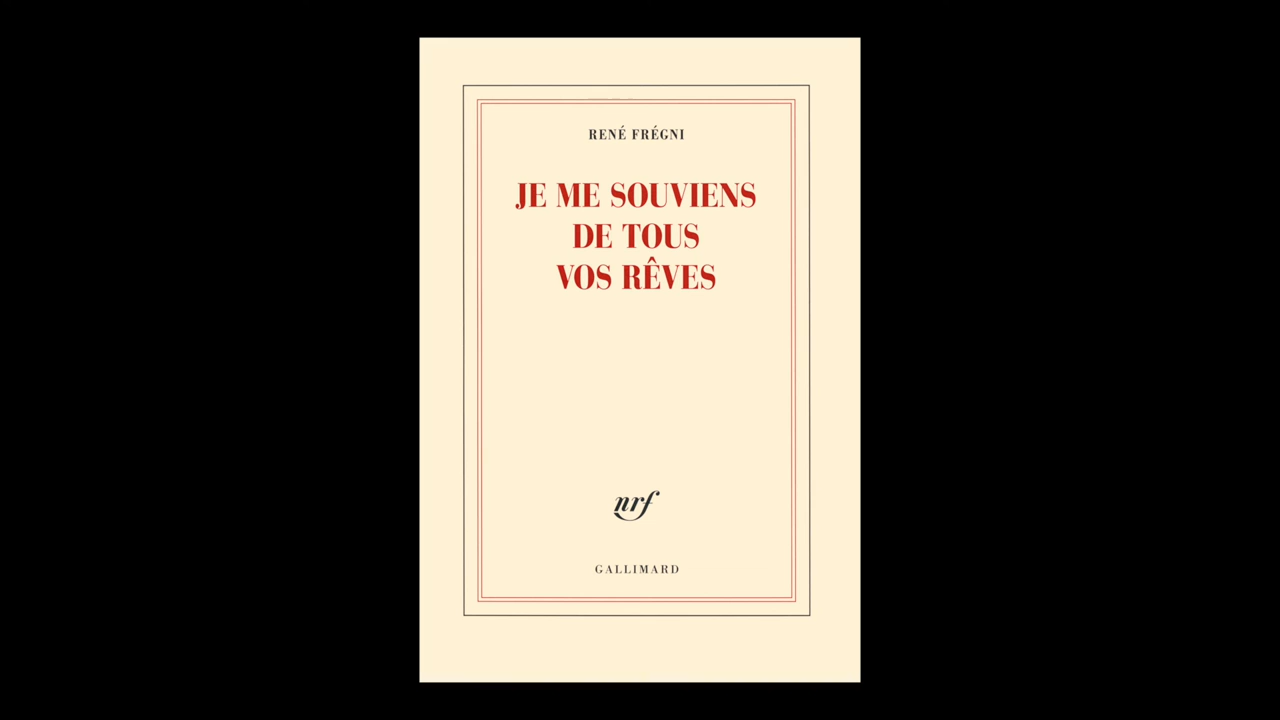 RENÉ FRÉGNI
JE ME SOUVIENS
DE TOUS
VOS RÊVES
nrf
GALLIMARD